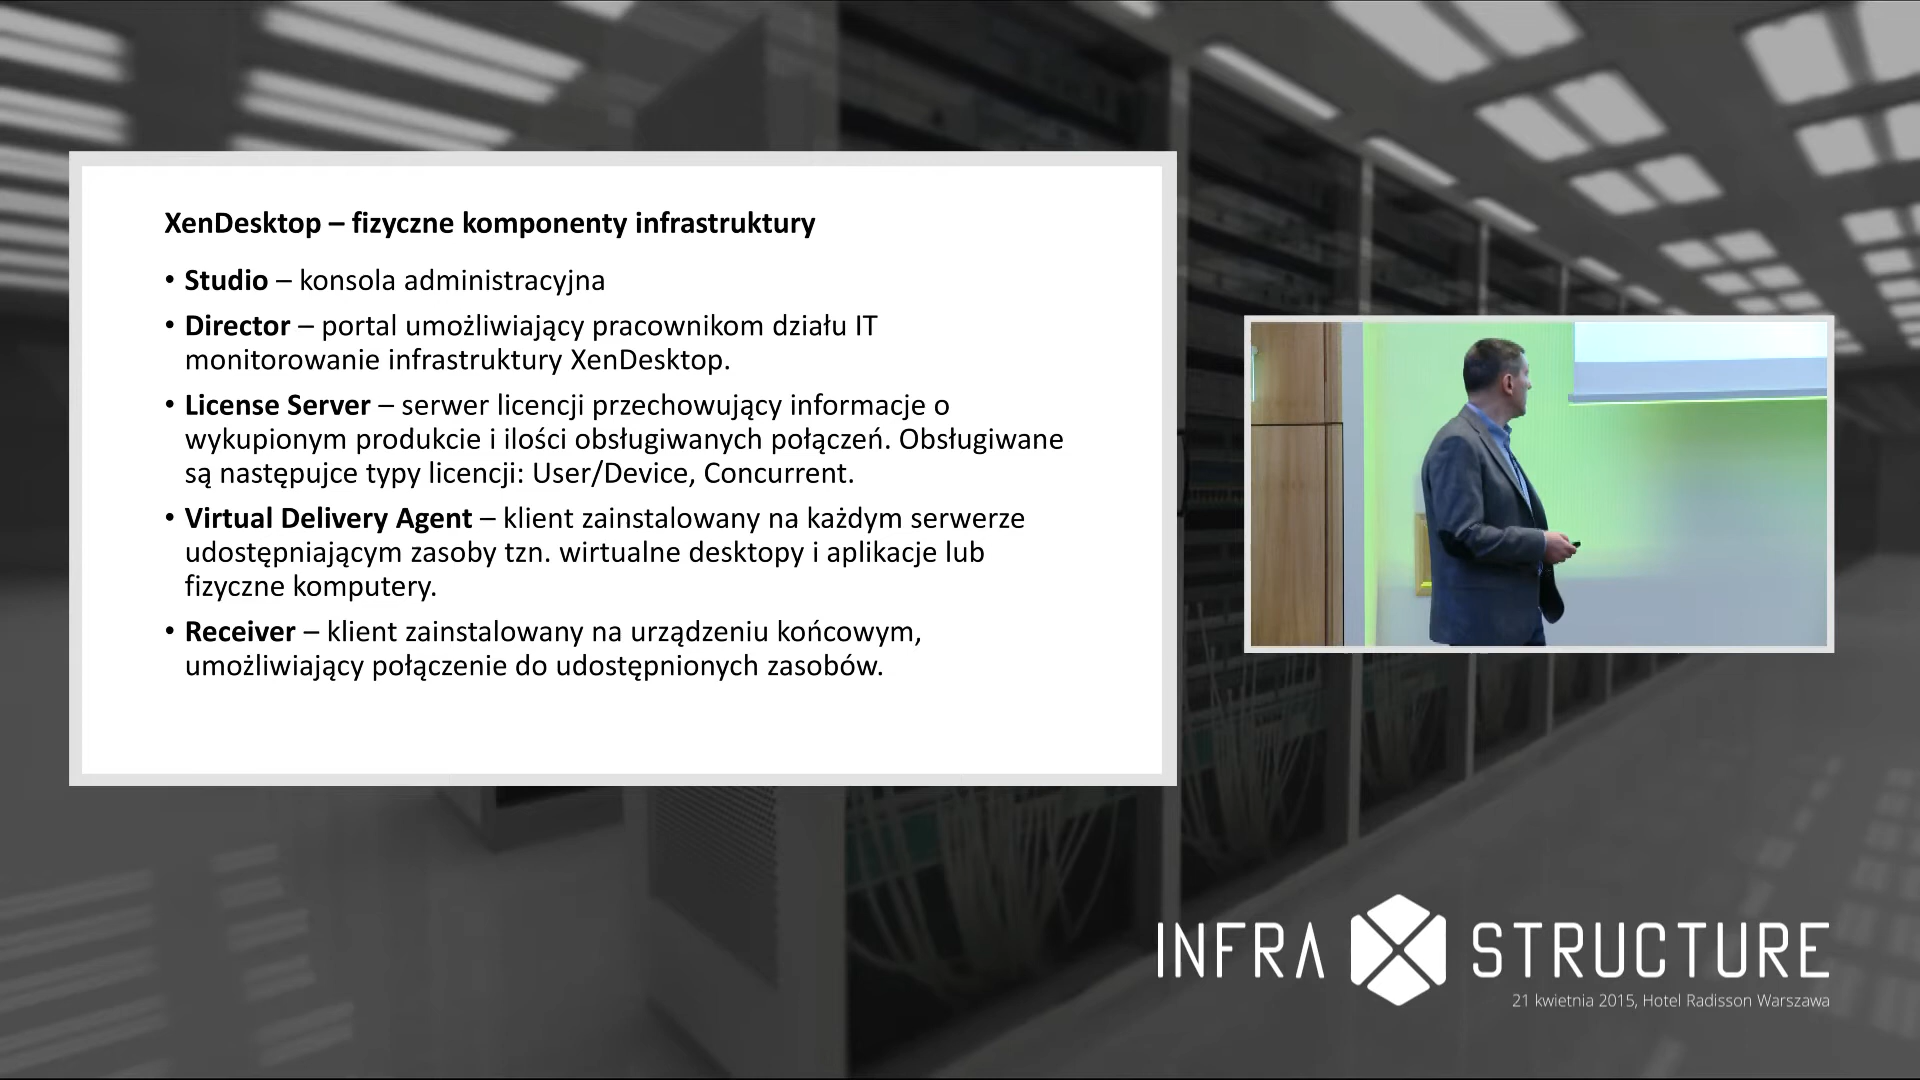 XenDesktop – fizyczne komponenty infrastruktury
• Studio – konsola administracyjna
• Director – portal umożliwiający pracownikom działu IT
monitorowanie infrastruktury XenDesktop.
• License Server – serwer licencji przechowujący informacje o
wykupionym produkcie i ilości obsługiwanych połączeń. Obsługiwane
są następujce typy licencji: User/Device, Concurrent.
• Virtual Delivery Agent – klient zainstalowany na każdym serwerze
udostępniającym zasoby tzn. wirtualne desktopy i aplikacje lub
fizyczne komputery.
• Receiver – klient zainstalowany na urządzeniu końcowym,
umożliwiający połączenie do udostępnionych zasobów.
INFRA STRUCTURE
21 kwietnia 2015, Hotel Radisson Warszawa